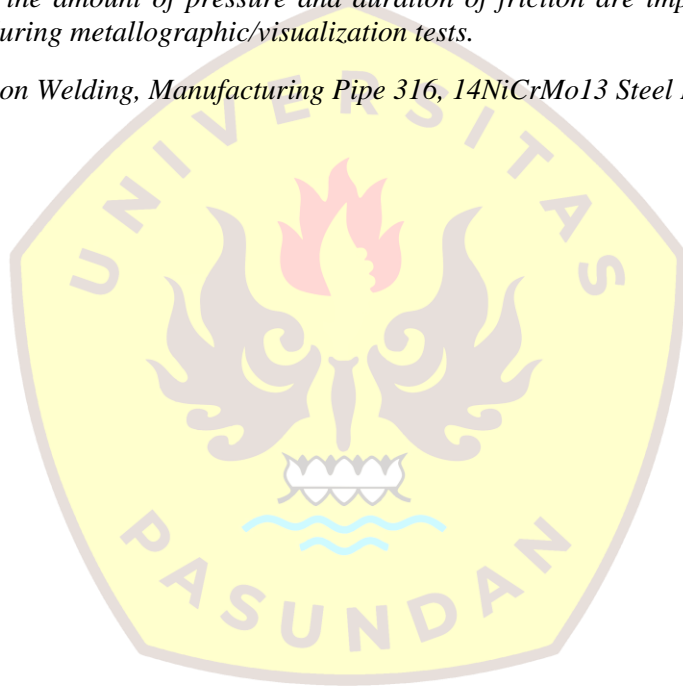 the amount of pressure and duration of friction are imp
uring metallographic/visualization tests.
on Welding, Manufacturing Pipe 316, 14NiCrMo13 Steel
UNIVERSITAS
PASUNDAN